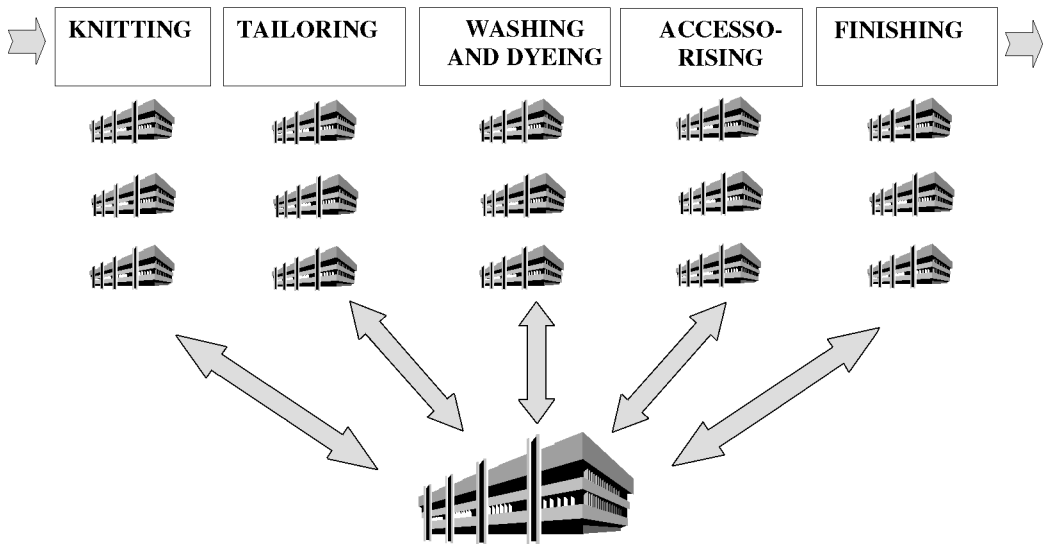 KNITTING
TAILORING
WASHING
AND DYEING
ACCESSO-
RISING
FINISHING